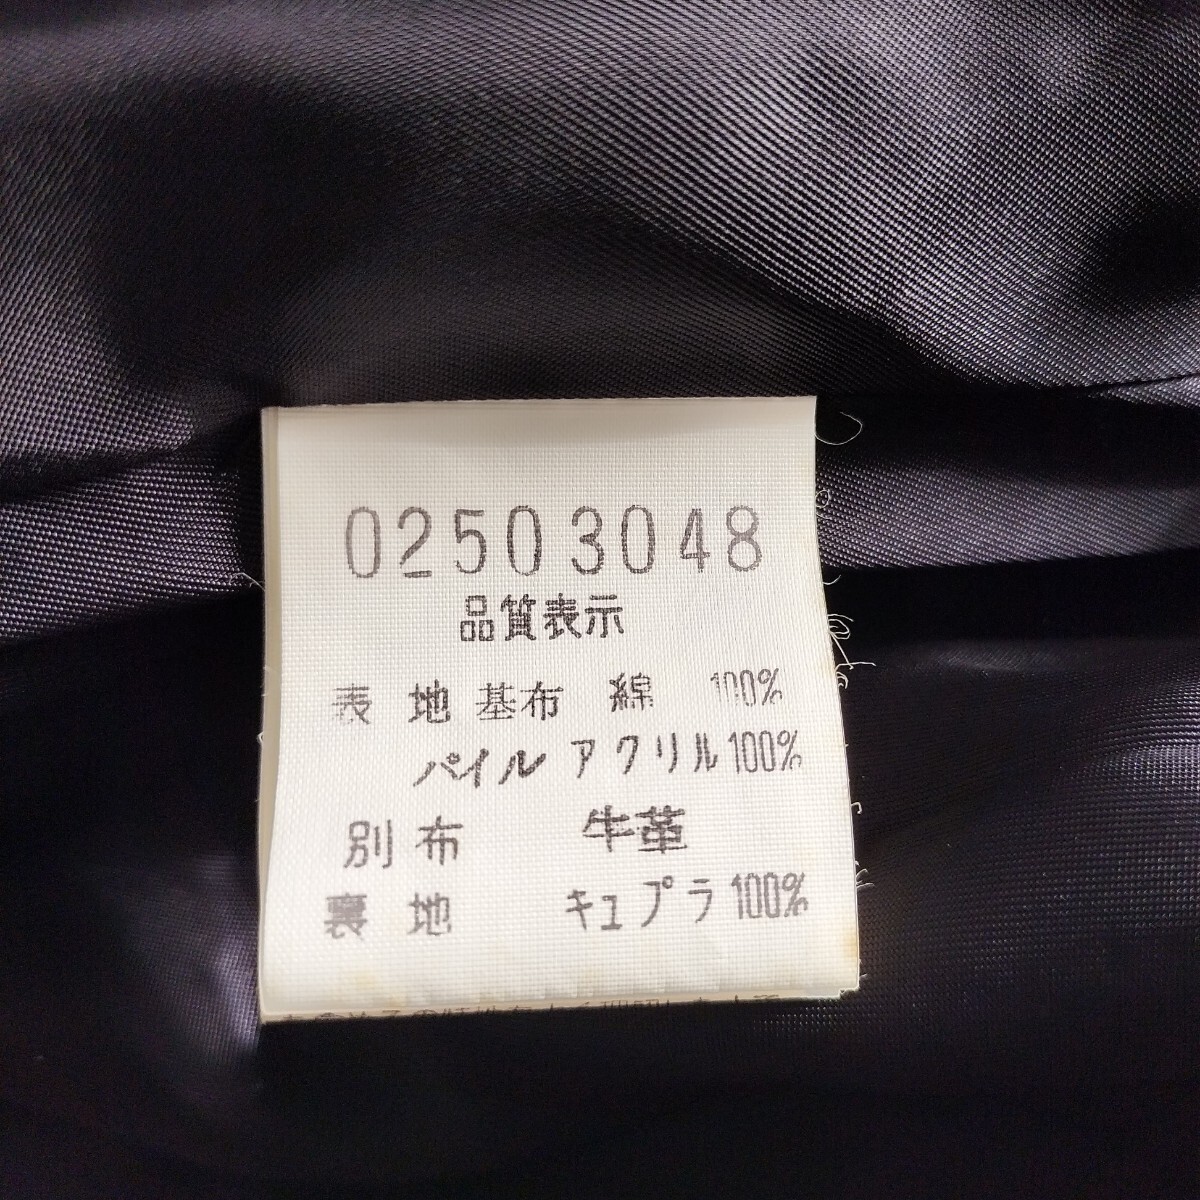 02503048
品質表示
表地 基布 綿 100%
パイル アクリル100%
別布 牛革
裏地 キュプラ100%